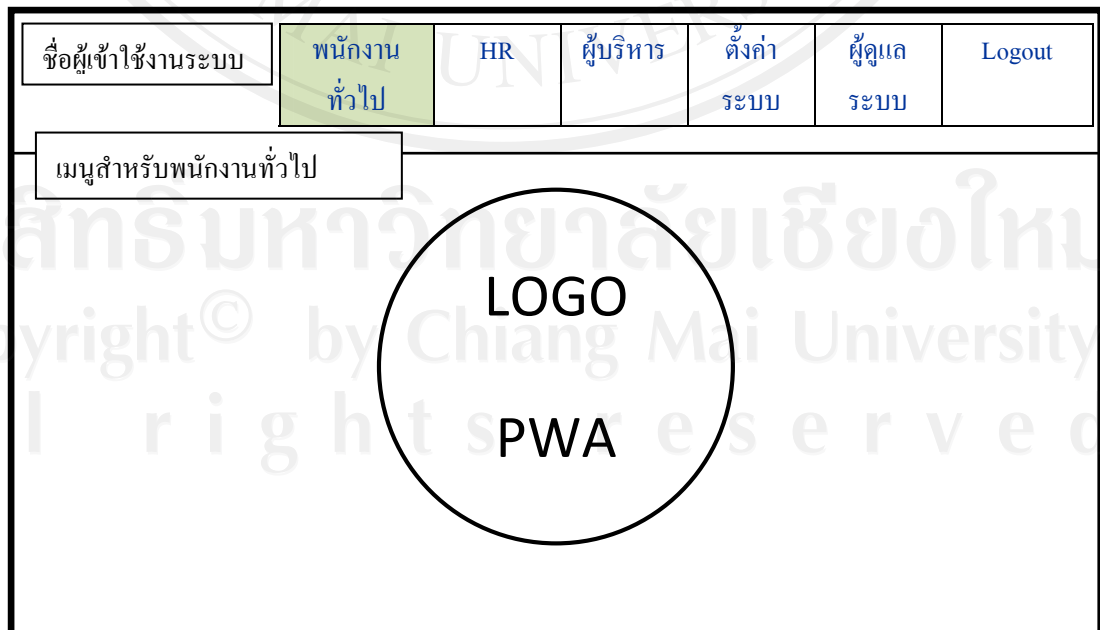 ชื่อผู้เข้าใช้งานระบบ
พนักงาน
ทั่วไป
HR
ผู้บริหาร
ตั้งค่า
ระบบ
ผู้ดูแล
ระบบ
Logout
เมนูสำหรับพนักงานทั่วไป
LOGO
PWA
MAI UNIVER
สิทธิมหาวิทยาลัยเชียงใหม
yright© by Chiang Mai University
l rights reserved